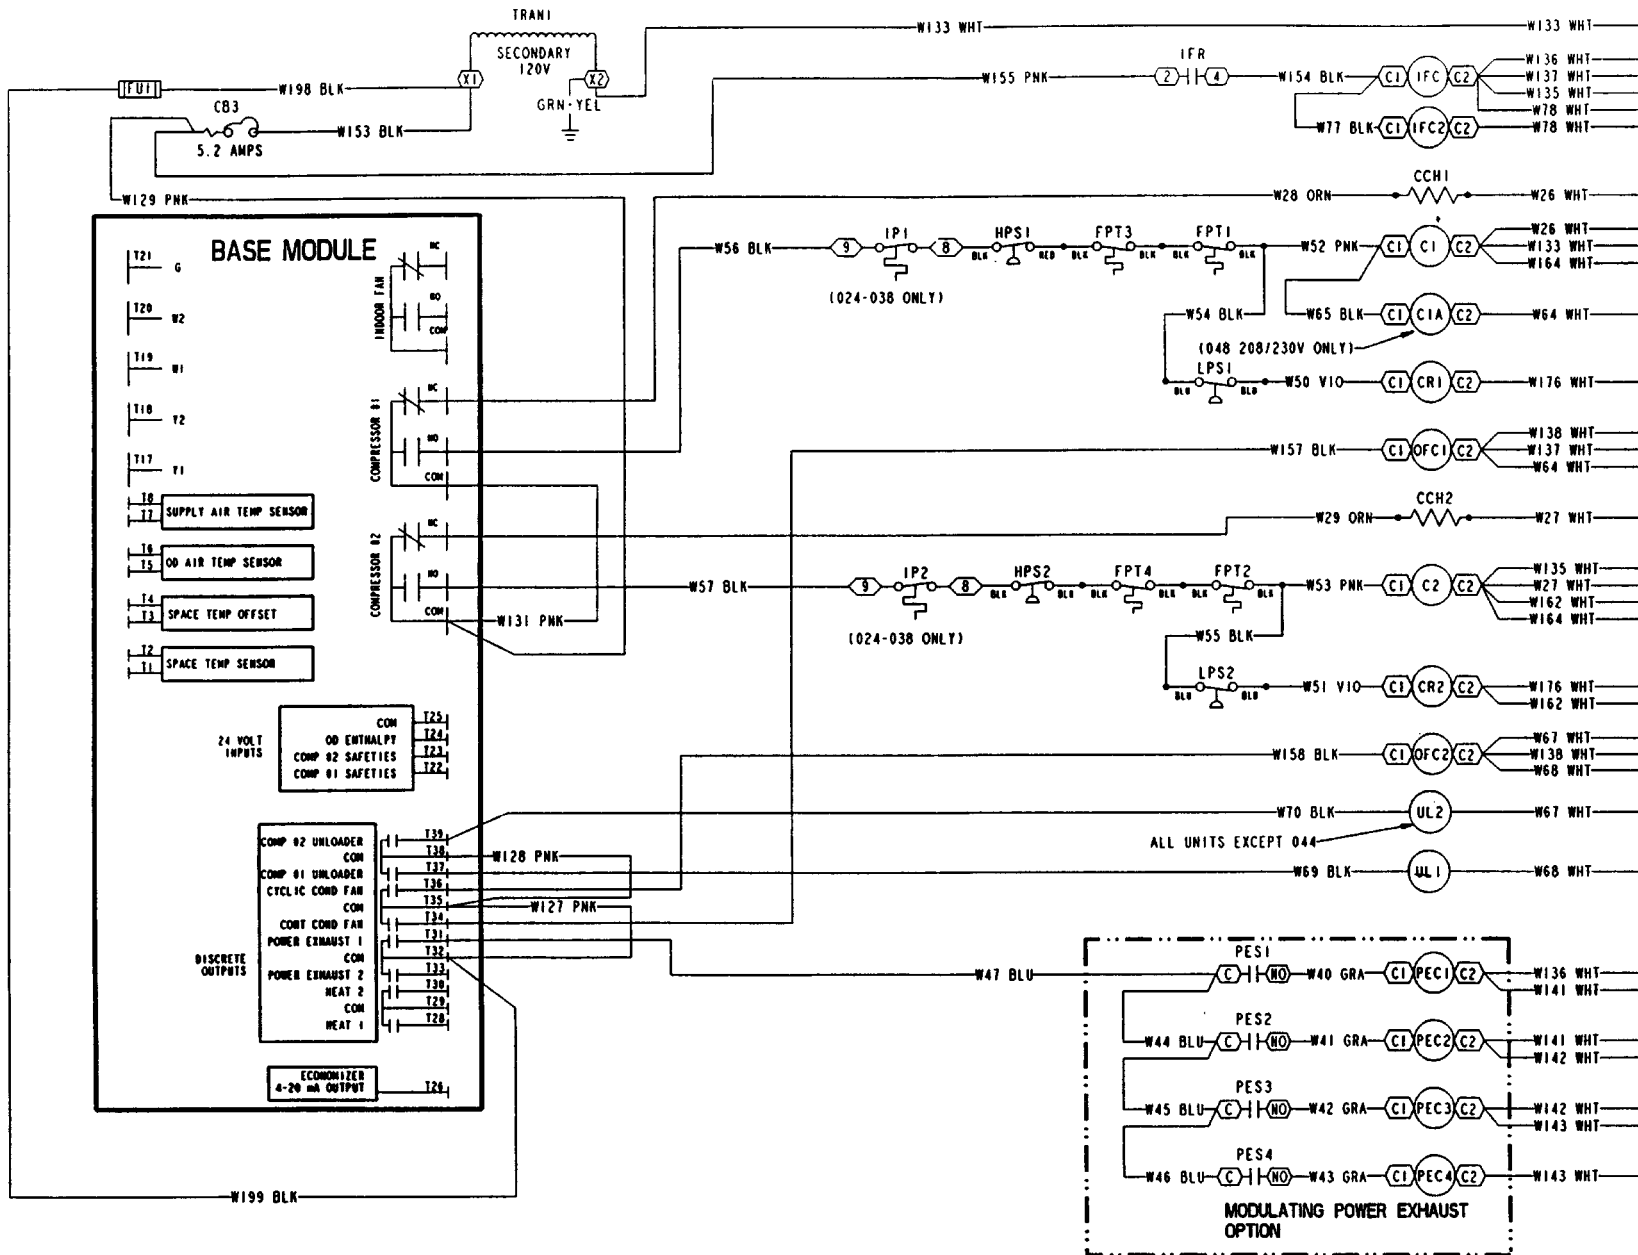 TRAN1
SECONDARY
120V
X1
X2
GRN-YEL
W133 WHT
W133 WHT
FU1
W198 BLK
CB3
5.2 AMPS
W153 BLK
W155 PNK
IFR
2
4
W154 BLK
C1
IFC
C2
W136 WHT
W137 WHT
W135 WHT
W78 WHT
W77 BLK
C1
IFC2
C2
W78 WHT
W129 PNK
W28 ORN
CCH1
W26 WHT
W56 BLK
9
IP1
8
(024-038 ONLY)
HPS1
BLK
RED
FPT3
BLK
BLK
FPT1
BLK
BLK
W52 PNK
C1
C1
C2
W26 WHT
W133 WHT
W164 WHT
W54 BLK
W65 BLK
C1
C1A
C2
W64 WHT
(048 208/230V ONLY)
LPS1
BLU
BLU
W50 VIO
C1
CR1
C2
W176 WHT
W157 BLK
C1
OFC1
C2
W138 WHT
W137 WHT
W64 WHT
W29 ORN
CCH2
W27 WHT
W57 BLK
9
IP2
8
(024-038 ONLY)
HPS2
BLK
BLK
FPT4
BLK
BLK
FPT2
BLK
BLK
W53 PNK
C1
C2
C2
W135 WHT
W27 WHT
W162 WHT
W164 WHT
W55 BLK
LPS2
BLU
BLU
W51 VIO
C1
CR2
C2
W176 WHT
W162 WHT
W158 BLK
C1
OFC2
C2
W67 WHT
W138 WHT
W68 WHT
W70 BLK
UL2
W67 WHT
ALL UNITS EXCEPT 044
W69 BLK
UL1
W68 WHT
BASE MODULE
T21
G
T20
W2
T19
W1
T18
Y2
T17
Y1
T8
T7
SUPPLY AIR TEMP SENSOR
T6
T5
OD AIR TEMP SENSOR
T4
T3
SPACE TEMP OFFSET
T2
T1
SPACE TEMP SENSOR
INDOOR FAN
NC
NO
COM
COMPRESSOR #1
NC
NO
COM
COMPRESSOR #2
NC
NO
COM
W131 PNK
24 VOLT
INPUTS
COM T25
OD ENTHALPY T24
COMP #2 SAFETIES T23
COMP #1 SAFETIES T22
DISCRETE
OUTPUTS
COMP #2 UNLOADER T39
COM T38
COMP #1 UNLOADER T37
CYCLIC COND FAN T36
COM T35
CONT COND FAN T34
POWER EXHAUST 1 T31
COM T32
POWER EXHAUST 2 T33
HEAT 2 T30
COM T29
HEAT 1 T28
W128 PNK
W127 PNK
ECONOMIZER
4-20 mA OUTPUT
T26
W199 BLK
W47 BLU
PES1
C
NO
W40 GRA
C1
PEC1
C2
W136 WHT
W141 WHT
W44 BLU
PES2
C
NO
W41 GRA
C1
PEC2
C2
W141 WHT
W142 WHT
W45 BLU
PES3
C
NO
W42 GRA
C1
PEC3
C2
W142 WHT
W143 WHT
W46 BLU
PES4
C
NO
W43 GRA
C1
PEC4
C2
W143 WHT
MODULATING POWER EXHAUST
OPTION